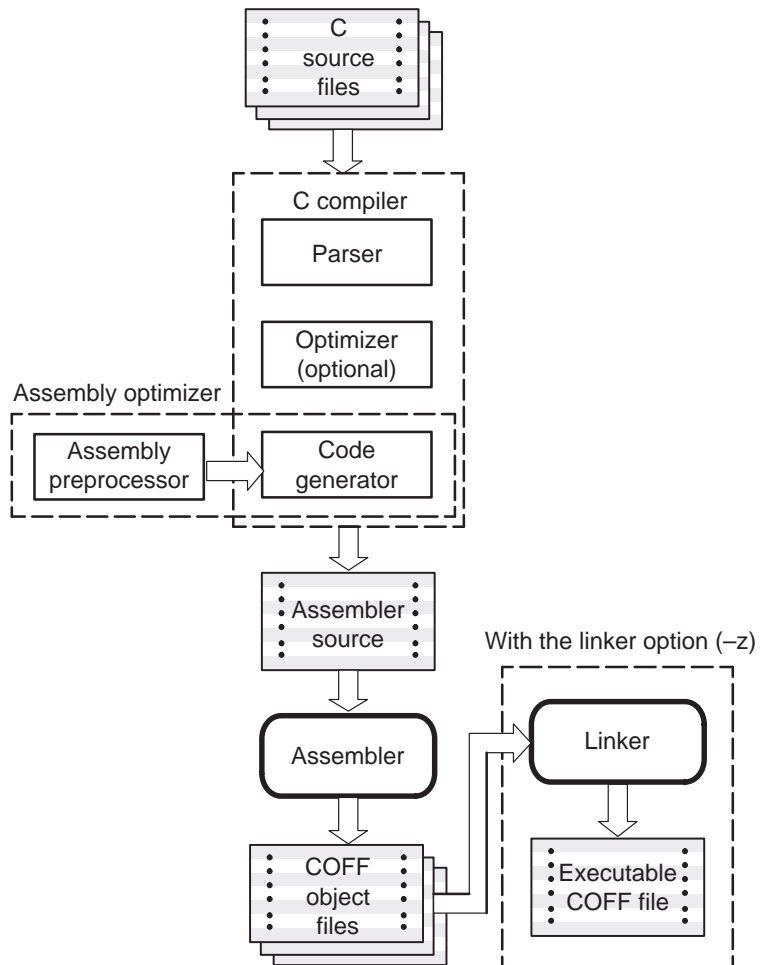 C
source
files
C compiler
Parser
Optimizer
(optional)
Assembly optimizer
Assembly
preprocessor
Code
generator
Assembler
source
With the linker option (–z)
Assembler
Linker
COFF
object
files
Executable
COFF file